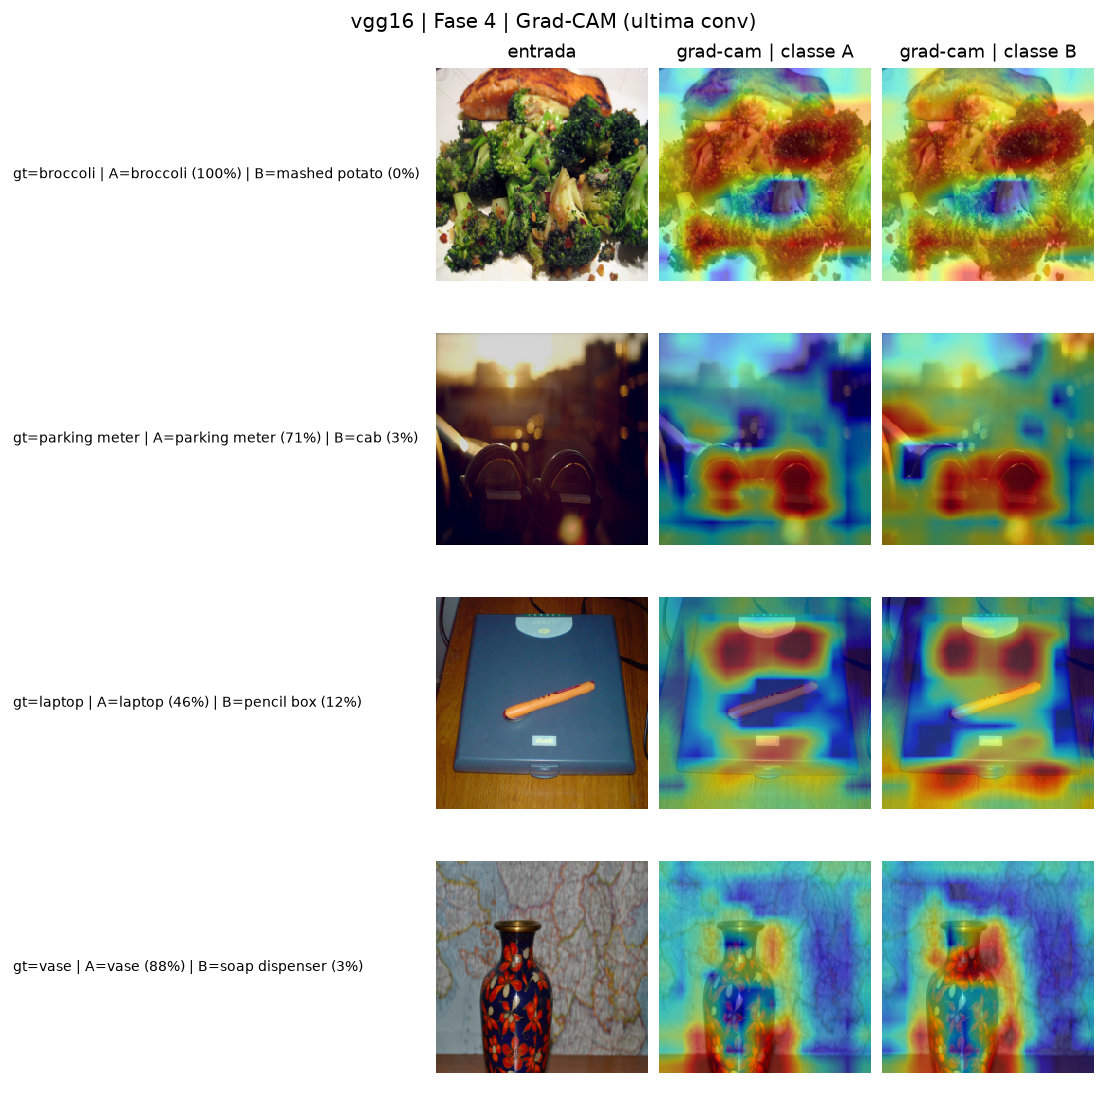 vgg16 | Fase 4 | Grad-CAM (ultima conv)
entrada grad-cam | classe A grad-cam | classe B
gt=broccoli | A=broccoli (100%) | B=mashed potato (0%)
gt=parking meter | A=parking meter (71%) | B=cab (3%)
gt=laptop | A=laptop (46%) | B=pencil box (12%)
gt=vase | A=vase (88%) | B=soap dispenser (3%)